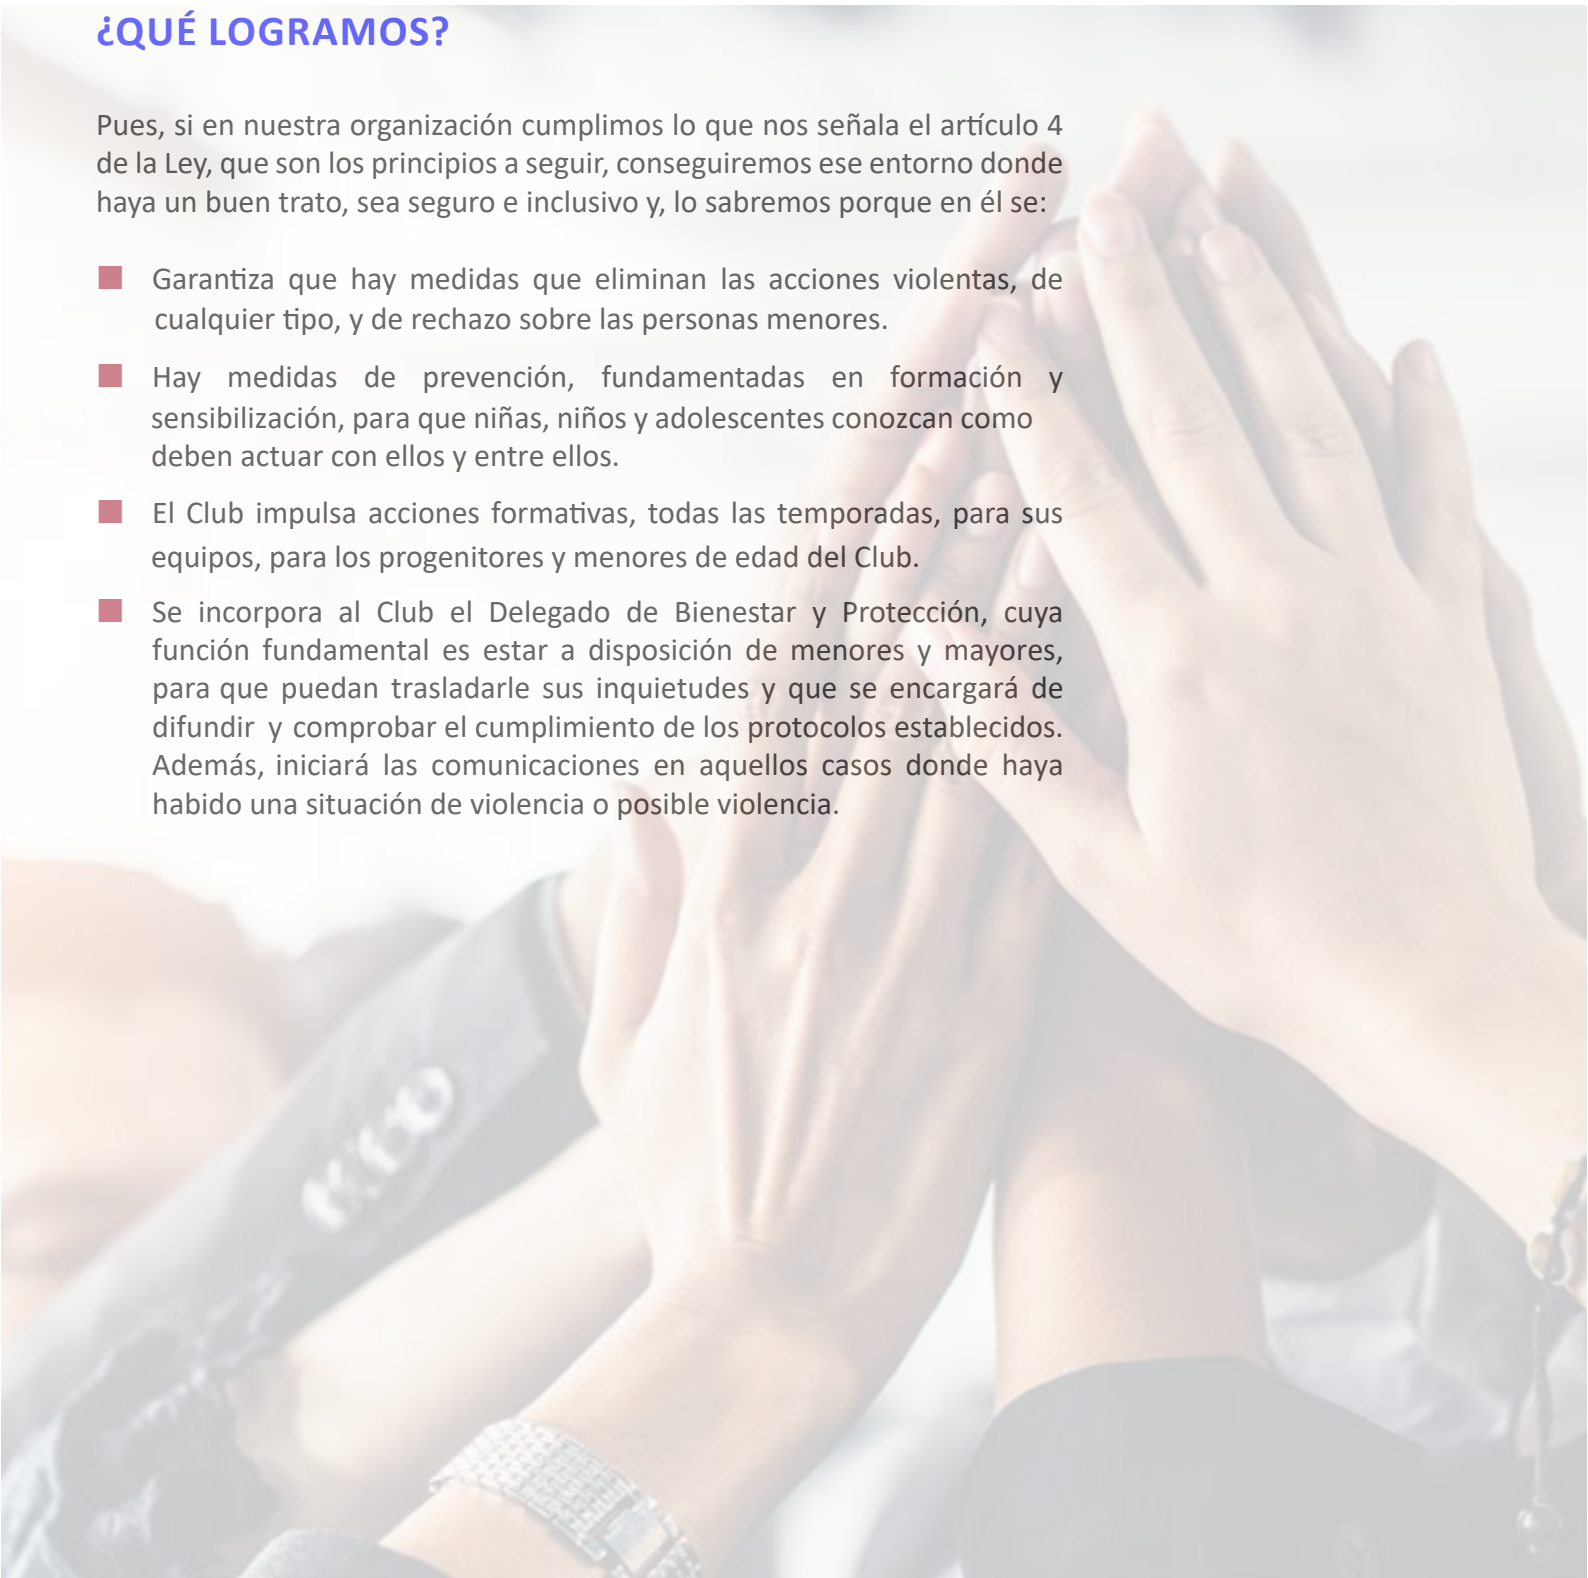 ¿QUÉ LOGRAMOS?
Pues, si en nuestra organización cumplimos lo que nos señala el artículo 4
de la Ley, que son los principios a seguir, conseguiremos ese entorno donde
haya un buen trato, sea seguro e inclusivo y, lo sabremos porque en él se:
Garantiza que hay medidas que eliminan las acciones violentas, de
cualquier tipo, y de rechazo sobre las personas menores.
Hay medidas de prevención, fundamentadas en formación y
sensibilización, para que niñas, niños y adolescentes conozcan como
deben actuar con ellos y entre ellos.
El Club impulsa acciones formativas, todas las temporadas, para sus
equipos, para los progenitores y menores de edad del Club.
Se incorpora al Club el Delegado de Bienestar y Protección, cuya
función fundamental es estar a disposición de menores y mayores,
para que puedan trasladarle sus inquietudes y que se encargará de
difundir y comprobar el cumplimiento de los protocolos establecidos.
Además, iniciará las comunicaciones en aquellos casos donde haya
habido una situación de violencia o posible violencia.